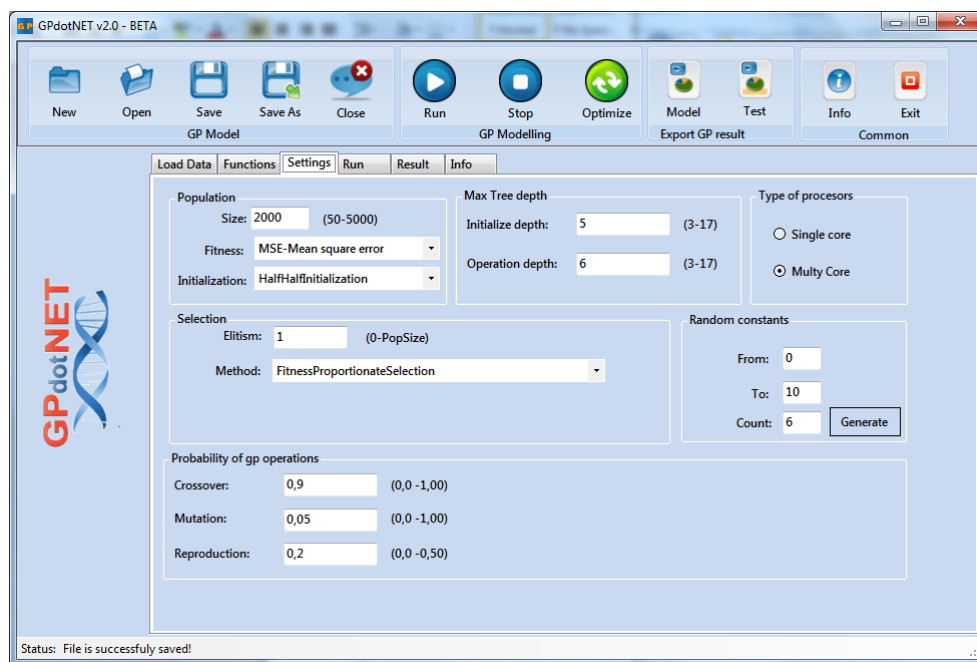 GPdotNET v2.0 - BETA
New Open Save Save As Close
GP Model
Run Stop Optimize
GP Modelling
Model Test
Export GP result
Info Exit
Common
Load Data Functions Settings Run Result Info
GPdotNET
Population
Size: 2000 (50-5000)
Fitness: MSE-Mean square error
Initialization: HalfHalfInitialization
Max Tree depth
Initialize depth: 5 (3-17)
Operation depth: 6 (3-17)
Type of procesors
Single core
Multy Core
Selection
Elitism: 1 (0-PopSize)
Method: FitnessProportionateSelection
Random constants
From: 0
To: 10
Count: 6 Generate
Probability of gp operations
Crossover: 0,9 (0,0 -1,00)
Mutation: 0,05 (0,0 -1,00)
Reproduction: 0,2 (0,0 -0,50)
Status: File is successfuly saved!